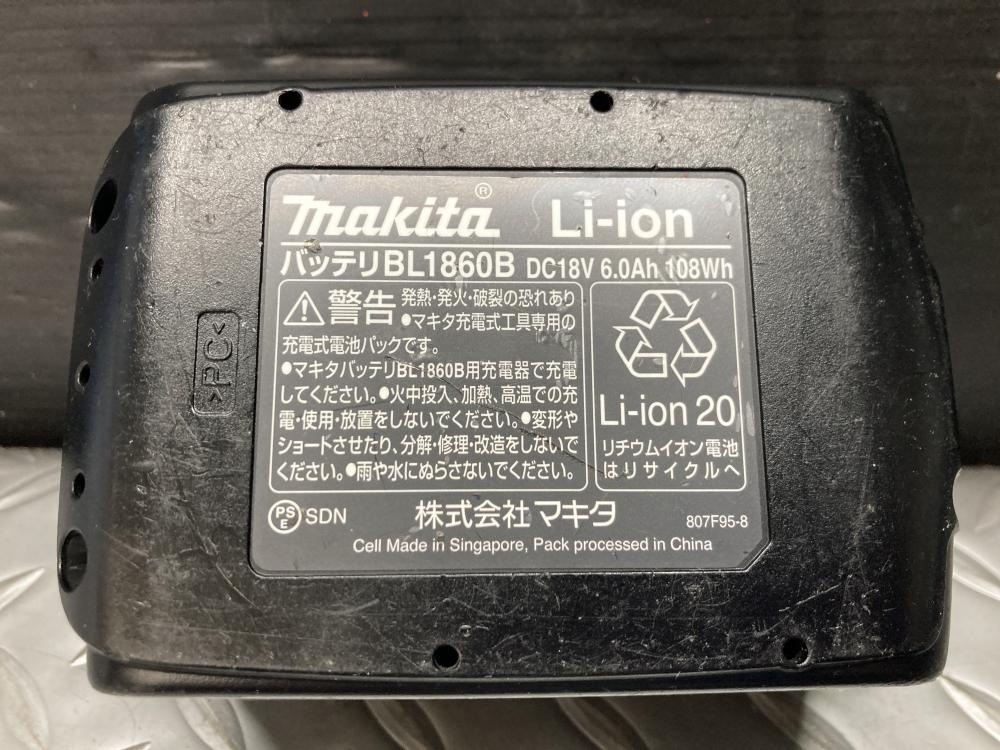 makita® Li-ion
バッテリBL1860B DC18V 6.0Ah 108Wh
警告 発熱・発火・破裂の恐れあり
●マキタ充電式工具専用の
充電式電池パックです。
●マキタバッテリBL1860B用充電器で充電
してください。●火中投入、加熱、高温での充
電・使用・放置をしないでください。●変形や
ショートさせたり、分解・修理・改造をしないで
ください。●雨や水にぬらさないでください。
Li-ion 20
リチウムイオン電池
はリサイクルへ
PSE SDN 株式会社 マキタ 807F95-8
Cell Made in Singapore, Pack processed in China
>PC<